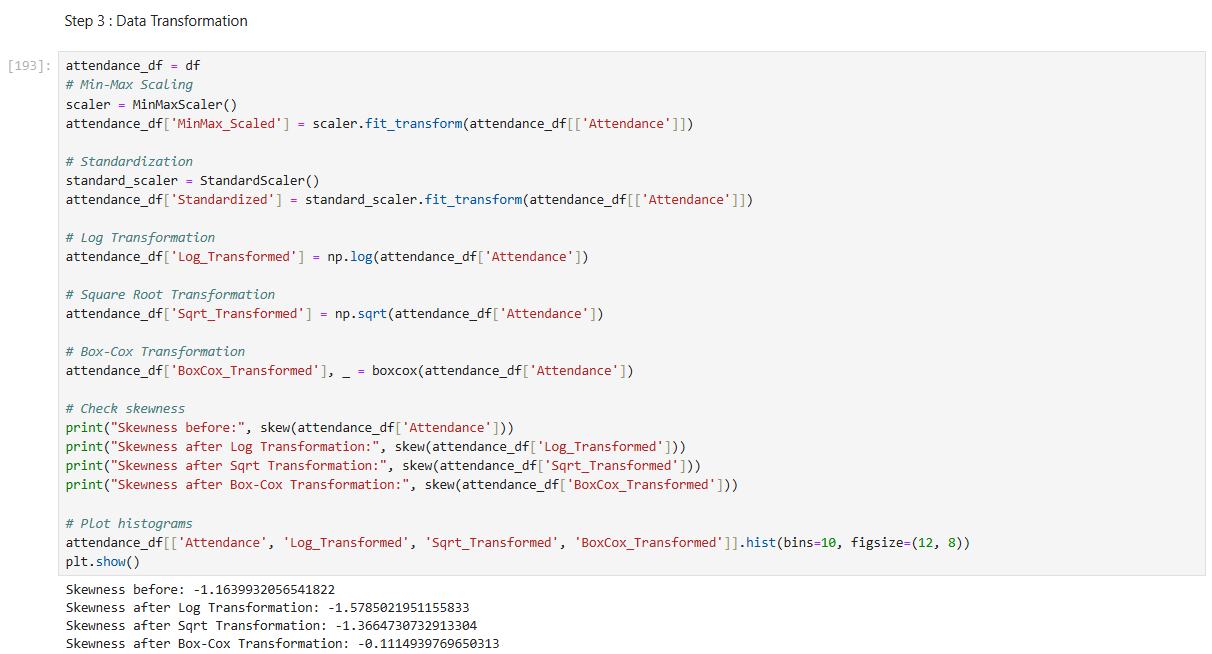 Step 3 : Data Transformation
[193]:
attendance_df = df
# Min-Max Scaling
scaler = MinMaxScaler()
attendance_df['MinMax_Scaled'] = scaler.fit_transform(attendance_df[['Attendance']])
# Standardization
standard_scaler = StandardScaler()
attendance_df['Standardized'] = standard_scaler.fit_transform(attendance_df[['Attendance']])
# Log Transformation
attendance_df['Log_Transformed'] = np.log(attendance_df['Attendance'])
# Square Root Transformation
attendance_df['Sqrt_Transformed'] = np.sqrt(attendance_df['Attendance'])
# Box-Cox Transformation
attendance_df['BoxCox_Transformed'], _ = boxcox(attendance_df['Attendance'])
# Check skewness
print("Skewness before:", skew(attendance_df['Attendance']))
print("Skewness after Log Transformation:", skew(attendance_df['Log_Transformed']))
print("Skewness after Sqrt Transformation:", skew(attendance_df['Sqrt_Transformed']))
print("Skewness after Box-Cox Transformation:", skew(attendance_df['BoxCox_Transformed']))
# Plot histograms
attendance_df[['Attendance', 'Log_Transformed', 'Sqrt_Transformed', 'BoxCox_Transformed']].hist(bins=10, figsize=(12, 8))
plt.show()
Skewness before: -1.1639932056541822
Skewness after Log Transformation: -1.5785021951155833
Skewness after Sqrt Transformation: -1.3664730732913304
Skewness after Box-Cox Transformation: -0.1114939769650313